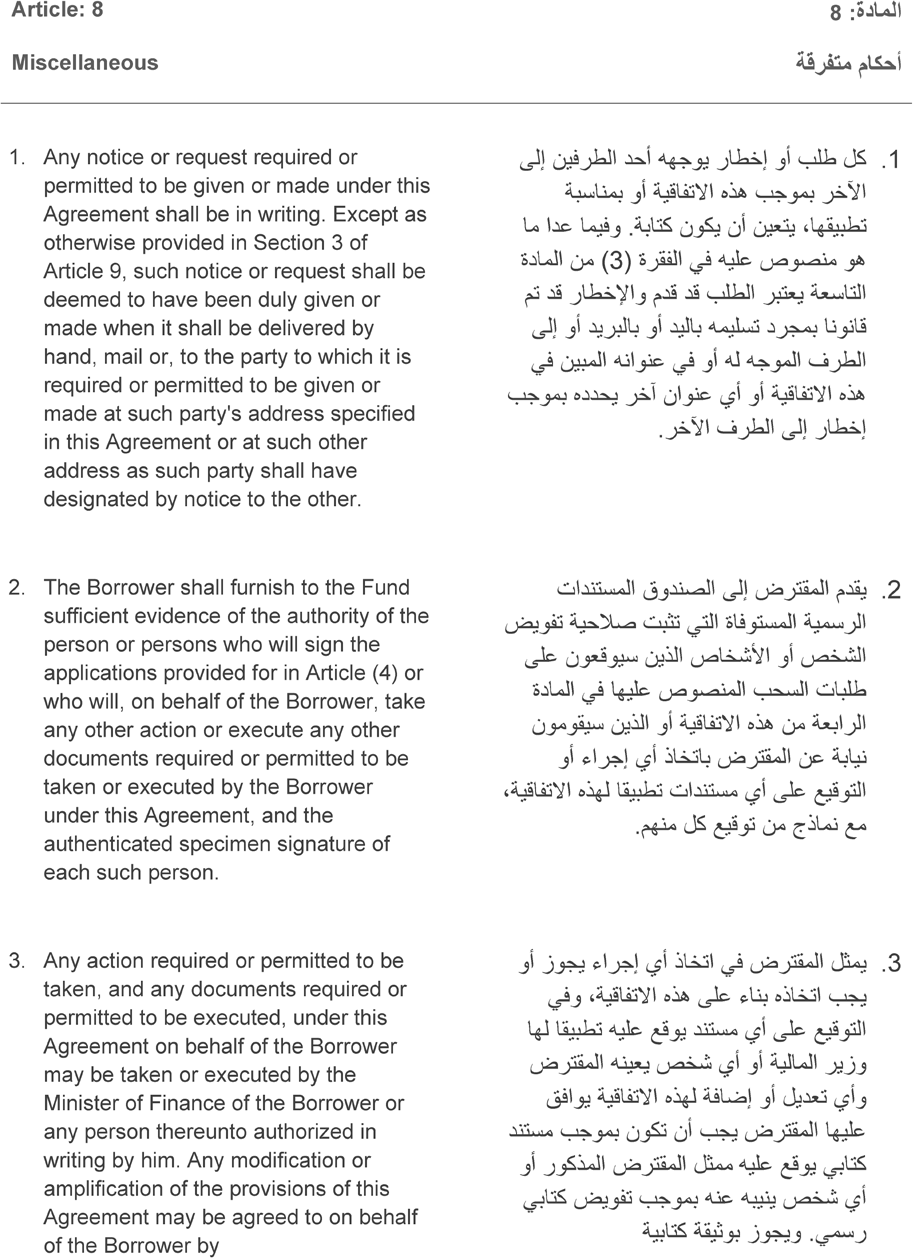 Article: 8
المادة: 8
Miscellaneous
أحكام متفرقة
1. Any notice or request required or
permitted to be given or made under this
Agreement shall be in writing. Except as
otherwise provided in Section 3 of
Article 9, such notice or request shall be
deemed to have been duly given or
made when it shall be delivered by
hand, mail or, to the party to which it is
required or permitted to be given or
made at such party's address specified
in this Agreement or at such other
address as such party shall have
designated by notice to the other.
1. كل طلب أو إخطار يوجهه أحد الطرفين إلى
الآخر بموجب هذه الاتفاقية أو بمناسبة
تطبيقها، يتعين أن يكون كتابة. وفيما عدا ما
هو منصوص عليه في الفقرة (3) من المادة
التاسعة يعتبر الطلب قد قدم والإخطار قد تم
قانونا بمجرد تسليمه باليد أو بالبريد أو إلى
الطرف الموجه له أو في عنوانه المبين في
هذه الاتفاقية أو أي عنوان آخر يحدده بموجب
إخطار إلى الطرف الآخر.
2. The Borrower shall furnish to the Fund
sufficient evidence of the authority of the
person or persons who will sign the
applications provided for in Article (4) or
who will, on behalf of the Borrower, take
any other action or execute any other
documents required or permitted to be
taken or executed by the Borrower
under this Agreement, and the
authenticated specimen signature of
each such person.
2. يقدم المقترض إلى الصندوق المستندات
الرسمية المستوفاة التي تثبت صلاحية تفويض
الشخص أو الأشخاص الذين سيوقعون على
طلبات السحب المنصوص عليها في المادة
الرابعة من هذه الاتفاقية أو الذين سيقومون
نيابة عن المقترض باتخاذ أي إجراء أو
التوقيع على أي مستندات تطبيقا لهذه الاتفاقية،
مع نماذج من توقيع كل منهم.
3. Any action required or permitted to be
taken, and any documents required or
permitted to be executed, under this
Agreement on behalf of the Borrower
may be taken or executed by the
Minister of Finance of the Borrower or
any person thereunto authorized in
writing by him. Any modification or
amplification of the provisions of this
Agreement may be agreed to on behalf
of the Borrower by
3. يمثل المقترض في اتخاذ أي إجراء يجوز أو
يجب اتخاذه بناء على هذه الاتفاقية، وفي
التوقيع على أي مستند يوقع عليه تطبيقا لها
وزير المالية أو أي شخص يعينه المقترض
وأي تعديل أو إضافة لهذه الاتفاقية يوافق
عليها المقترض يجب أن تكون بموجب مستند
كتابي يوقع عليه ممثل المقترض المذكور أو
أي شخص ينيبه عنه بموجب تفويض كتابي
رسمي. ويجوز بوثيقة كتابية